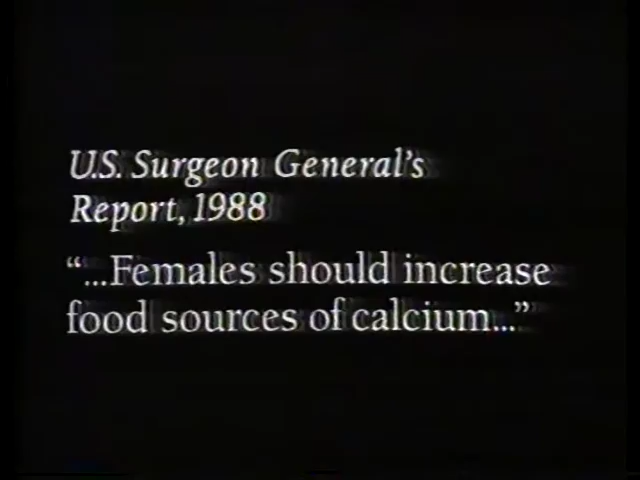 U.S. Surgeon General's
Report, 1988
“...Females should increase
food sources of calcium...”